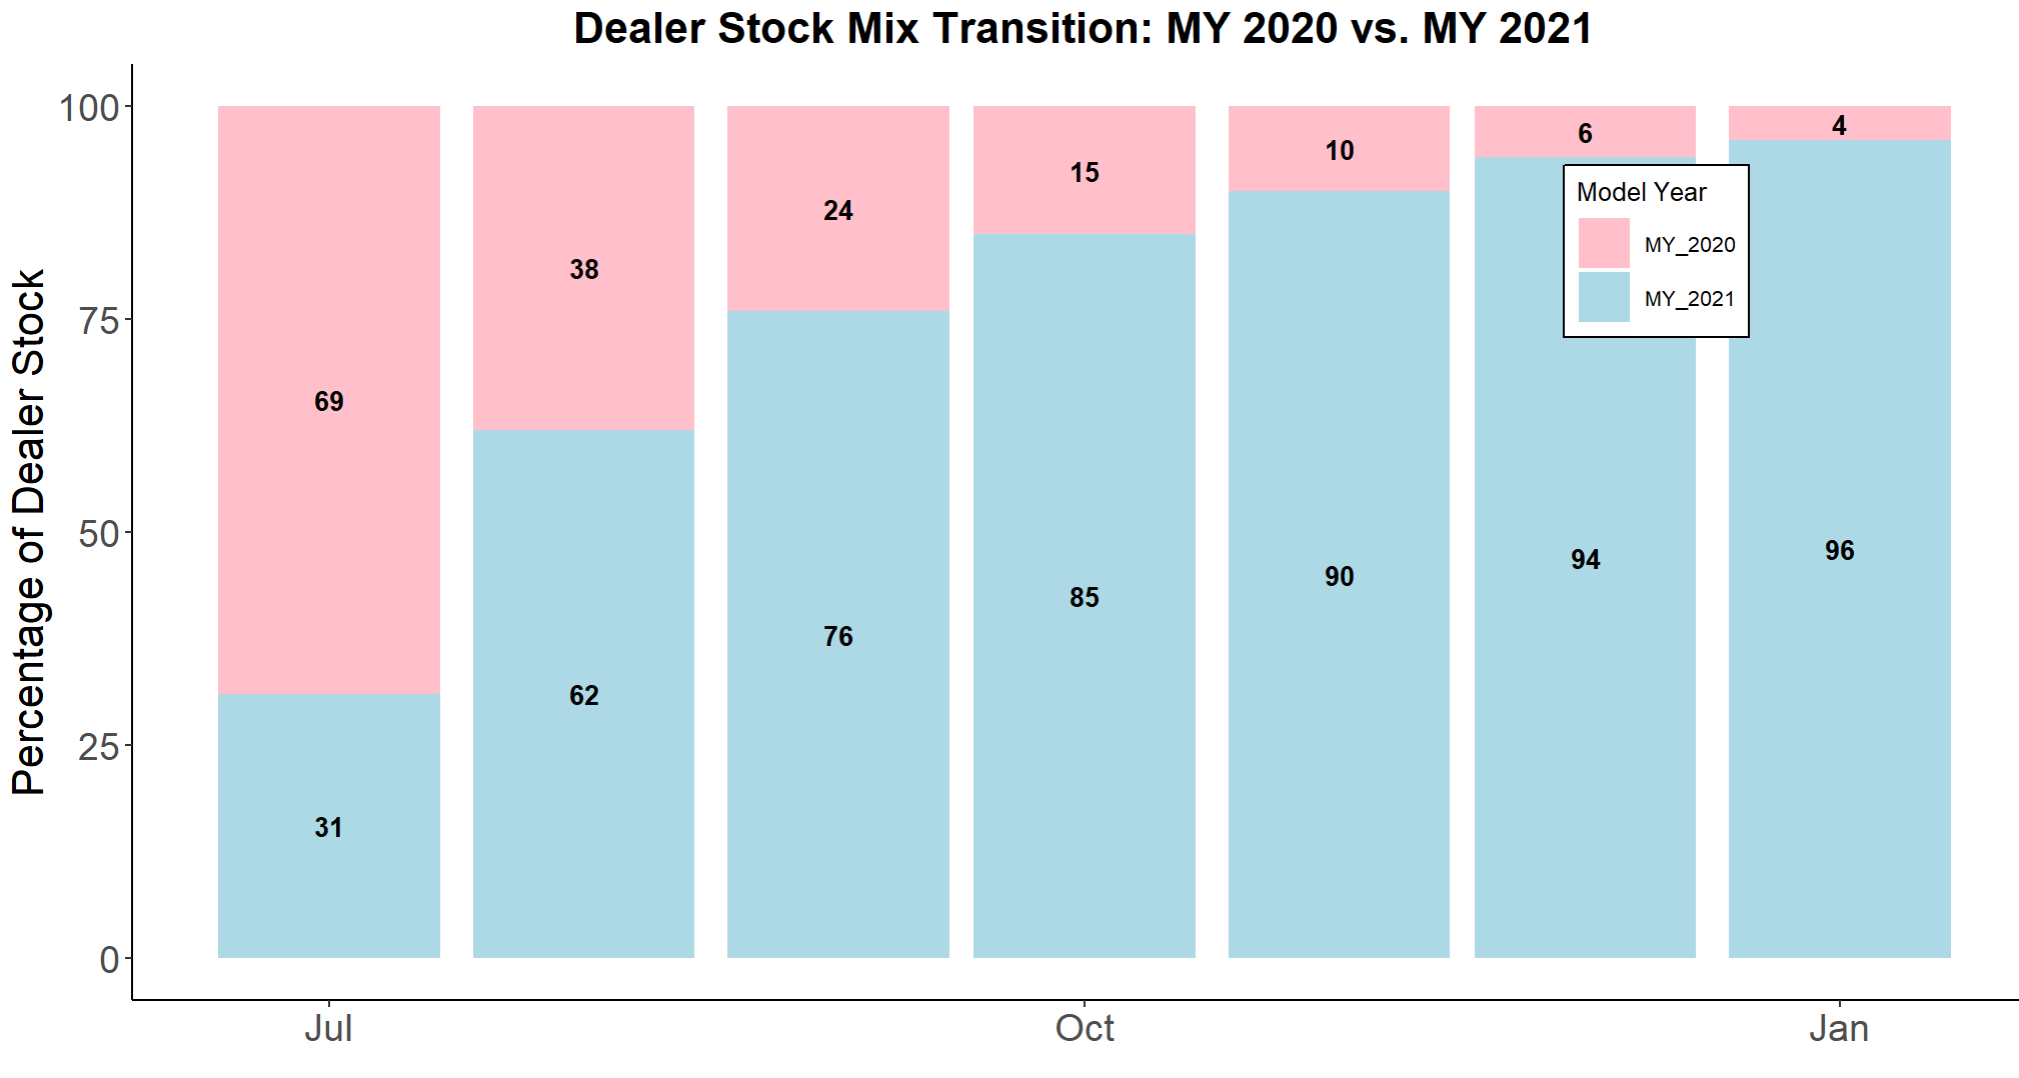 Dealer Stock Mix Transition: MY 2020 vs. MY 2021
Percentage of Dealer Stock
100
75
50
25
0
69
38
24
15
10
6
4
31
62
76
85
90
94
96
Model Year
MY_2020
MY_2021
Jul
Oct
Jan